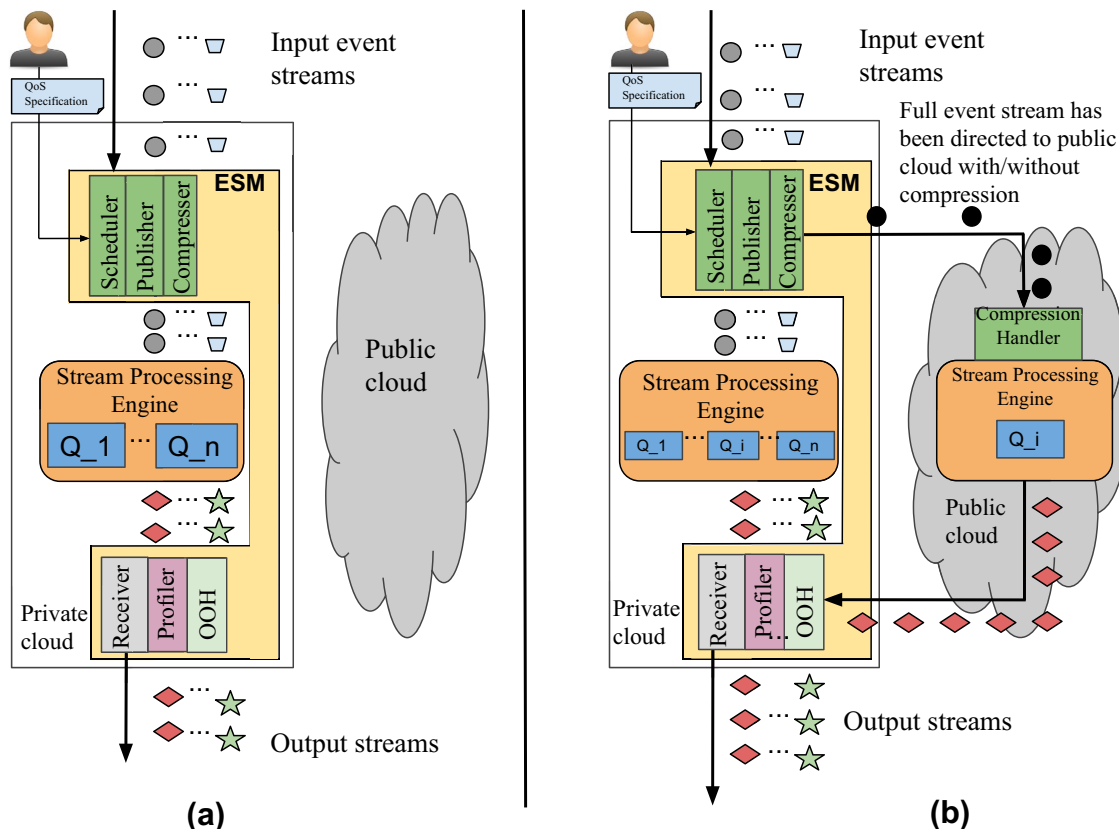 Input event
streams
QoS
Specification
ESM
Scheduler
Publisher
Compresser
Stream Processing
Engine
Q_1
...
Q_n
Public
cloud
Private
cloud
Receiver
Profiler
OOH
Output streams
(a)
Input event
streams
QoS
Specification
Full event stream has
been directed to public
cloud with/without
compression
ESM
Scheduler
Publisher
Compresser
Compression
Handler
Stream Processing
Engine
Q_1
...
Q_i
...
Q_n
Stream Processing
Engine
Q_i
Public
cloud
Private
cloud
Receiver
Profiler
...
OOH
Output streams
(b)